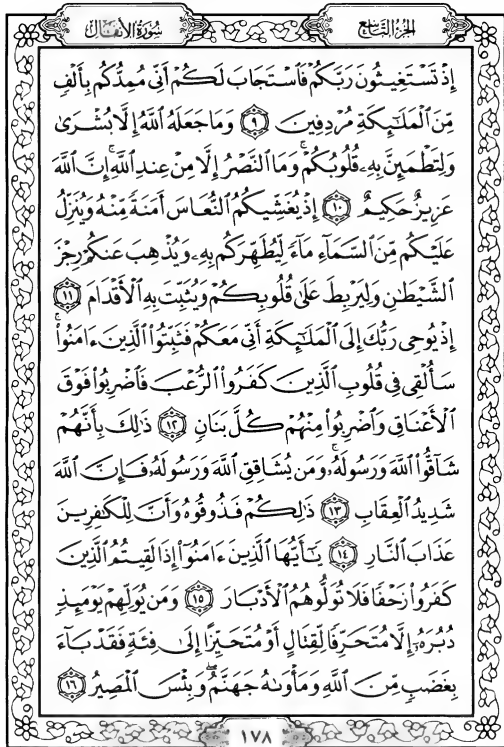 الجزء التاسع
سورة الأنفال
إِذْ تَسْتَغِيثُونَ رَبَّكُمْ فَٱسْتَجَابَ لَكُمْ أَنِّى مُمِدُّكُم بِأَلْفٍ
مِّنَ ٱلْمَلَٰٓئِكَةِ مُرْدِفِينَ ٩ وَمَا جَعَلَهُ ٱللَّهُ إِلَّا بُشْرَىٰ
وَلِتَطْمَئِنَّ بِهِۦ قُلُوبُكُمْ ۚ وَمَا ٱلنَّصْرُ إِلَّا مِنْ عِندِ ٱللَّهِ ۚ إِنَّ ٱللَّهَ
عَزِيزٌ حَكِيمٌ ١٠ إِذْ يُغَشِّيكُمُ ٱلنُّعَاسَ أَمَنَةً مِّنْهُ وَيُنَزِّلُ
عَلَيْكُم مِّنَ ٱلسَّمَآءِ مَآءً لِّيُطَهِّرَكُم بِهِۦ وَيُذْهِبَ عَنكُمْ رِجْزَ
ٱلشَّيْطَٰنِ وَلِيَرْبِطَ عَلَىٰ قُلُوبِكُمْ وَيُثَبِّتَ بِهِ ٱلْأَقْدَامَ ١١
إِذْ يُوحِى رَبُّكَ إِلَى ٱلْمَلَٰٓئِكَةِ أَنِّى مَعَكُمْ فَثَبِّتُوا۟ ٱلَّذِينَ ءَامَنُوا۟ ۚ
سَأُلْقِى فِى قُلُوبِ ٱلَّذِينَ كَفَرُوا۟ ٱلرُّعْبَ فَٱضْرِبُوا۟ فَوْقَ
ٱلْأَعْنَاقِ وَٱضْرِبُوا۟ مِنْهُمْ كُلَّ بَنَانٍ ١٢ ذَٰلِكَ بِأَنَّهُمْ
شَآقُّوا۟ ٱللَّهَ وَرَسُولَهُۥ ۚ وَمَن يُشَاقِقِ ٱللَّهَ وَرَسُولَهُۥ فَإِنَّ ٱللَّهَ
شَدِيدُ ٱلْعِقَابِ ١٣ ذَٰلِكُمْ فَذُوقُوهُ وَأَنَّ لِلْكَٰفِرِينَ
عَذَابَ ٱلنَّارِ ١٤ يَٰٓأَيُّهَا ٱلَّذِينَ ءَامَنُوٓا۟ إِذَا لَقِيتُمُ ٱلَّذِينَ
كَفَرُوا۟ زَحْفًا فَلَا تُوَلُّوهُمُ ٱلْأَدْبَارَ ١٥ وَمَن يُوَلِّهِمْ يَوْمَئِذٍ
دُبُرَهُۥٓ إِلَّا مُتَحَرِّفًا لِّقِتَالٍ أَوْ مُتَحَيِّزًا إِلَىٰ فِئَةٍ فَقَدْ بَآءَ
بِغَضَبٍ مِّنَ ٱللَّهِ وَمَأْوَىٰهُ جَهَنَّمُ ۖ وَبِئْسَ ٱلْمَصِيرُ ١٦
١٧٨